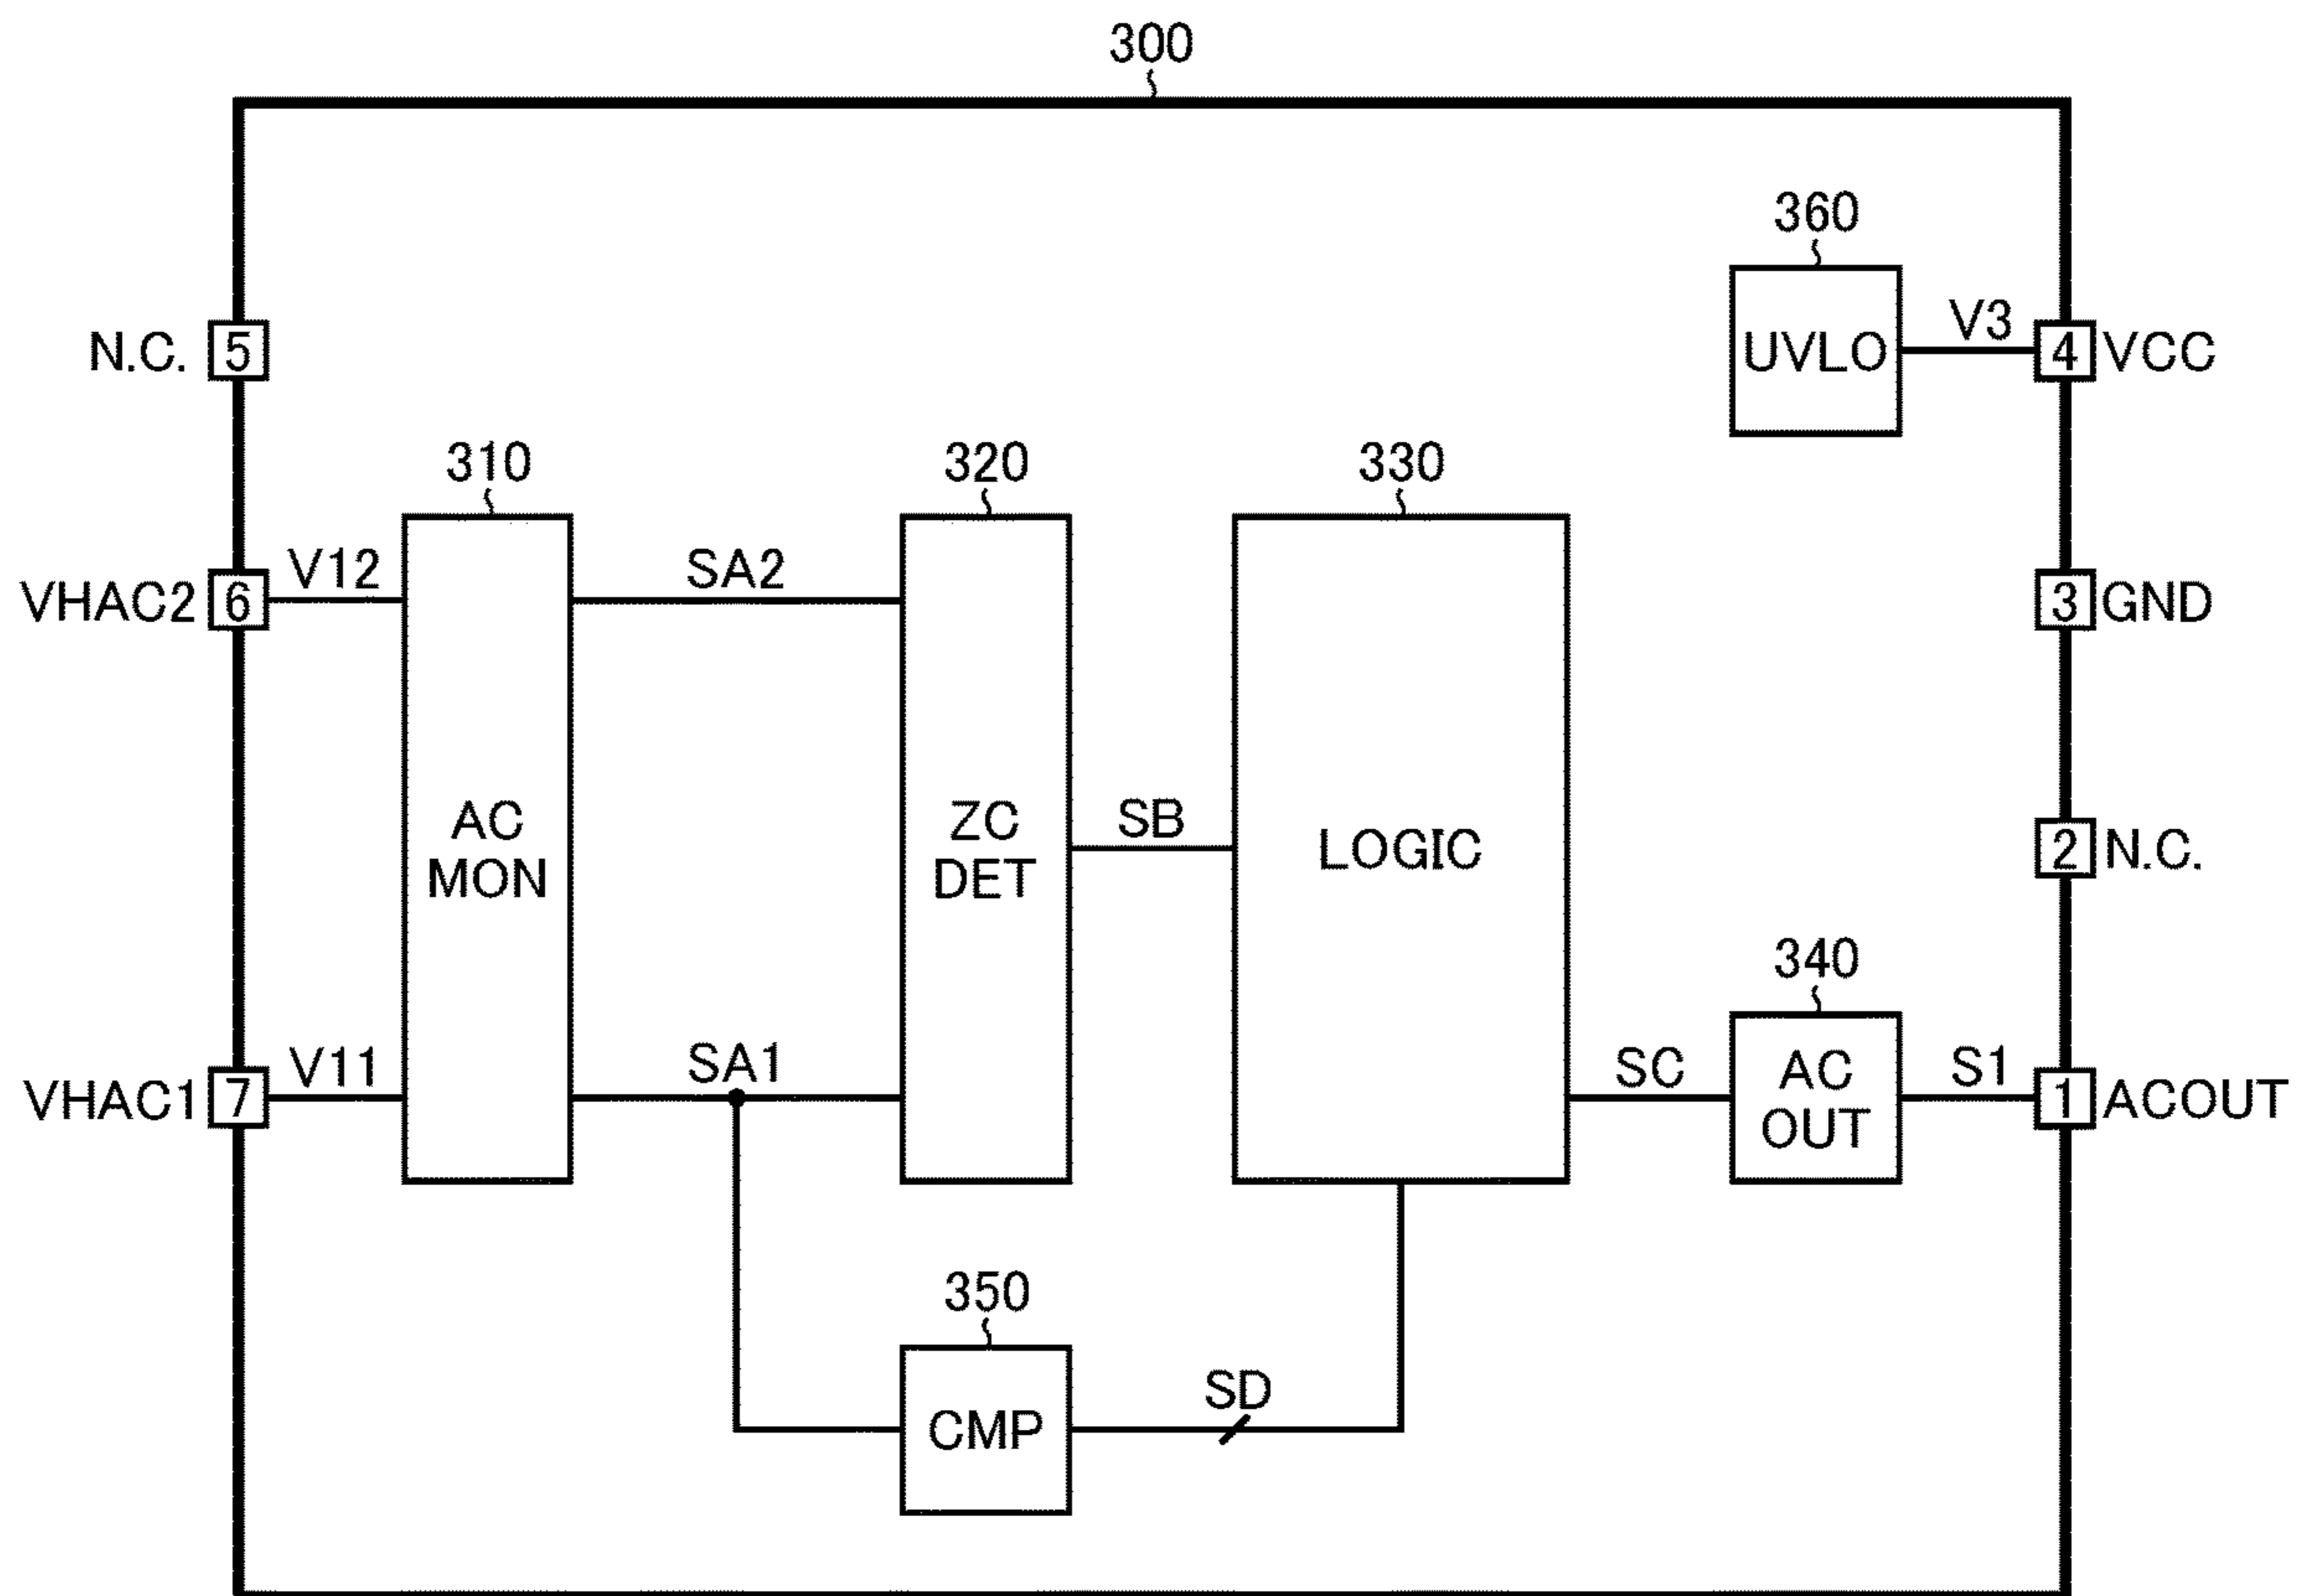 300
360
UVLO
V3
4 VCC
N.C. 5
310
320
330
VHAC2 6
V12
SA2
3 GND
AC
MON
ZC
DET
SB
LOGIC
2 N.C.
340
VHAC1 7
V11
SA1
SC
AC
OUT
S1
1 ACOUT
350
CMP
SD